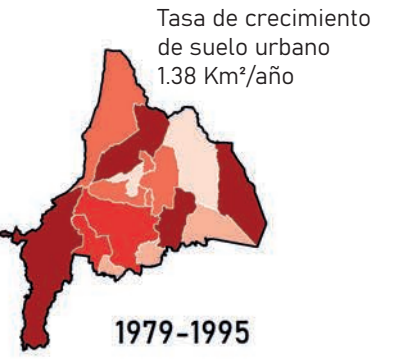 Tasa de crecimiento
de suelo urbano
1.38 Km²/año
1979-1995